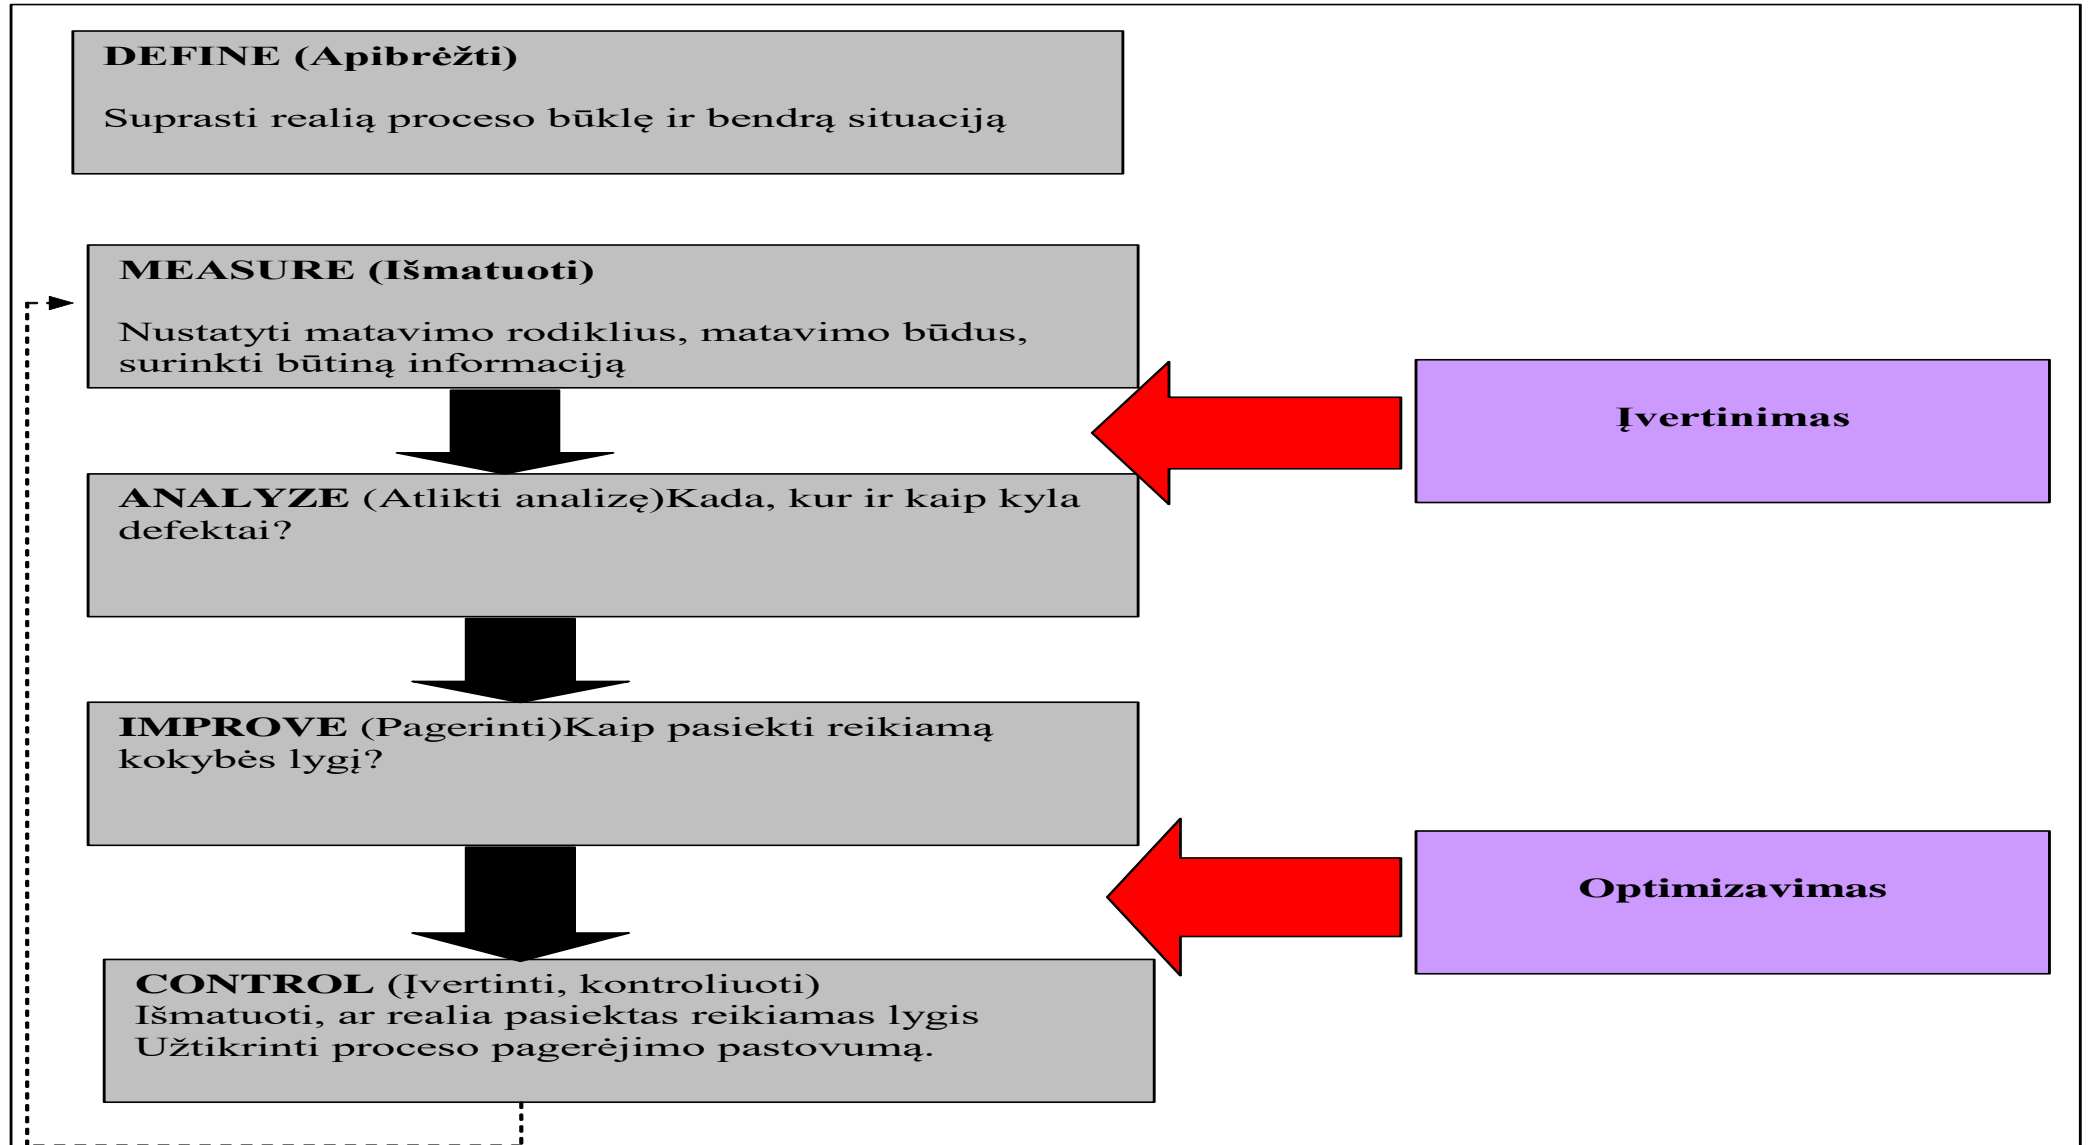 DEFINE (Apibrėžti)
Suprasti realią proceso būklę ir bendrą situaciją
MEASURE (Išmatuoti)
Nustatyti matavimo rodiklius, matavimo būdus,
surinkti būtiną informaciją
Įvertinimas
ANALYZE (Atlikti analizę)Kada, kur ir kaip kyla
defektai?
IMPROVE (Pagerinti)Kaip pasiekti reikiamą
kokybės lygį?
Optimizavimas
CONTROL (Įvertinti, kontroliuoti)
Išmatuoti, ar realia pasiektas reikiamas lygis
Užtikrinti proceso pagerėjimo pastovumą.